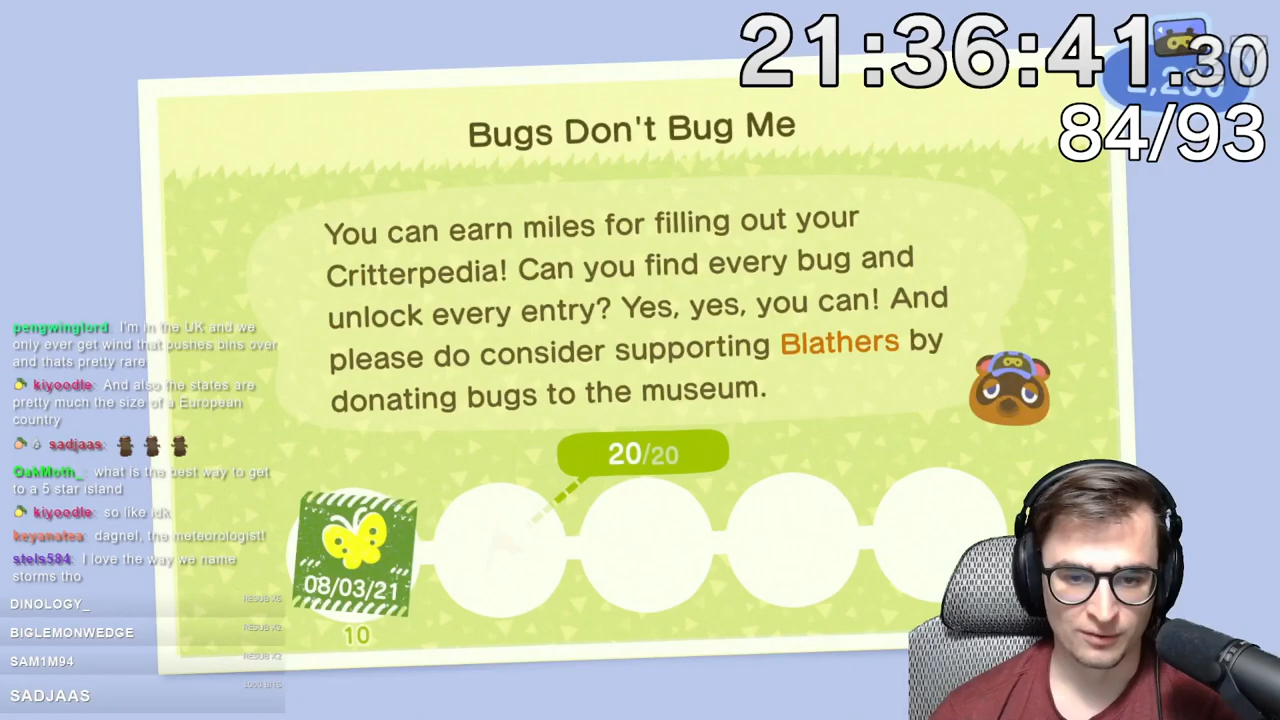 21:36:41.30
84/93
Bugs Don't Bug Me
You can earn miles for filling out your
Critterpedia! Can you find every bug and
unlock every entry? Yes, yes, you can! And
please do consider supporting Blathers by
donating bugs to the museum.
20/20
08/03/21
10
pengwinglord: I'm in the UK and we
only ever get wind that pushes bins over
and thats pretty rare
kiyoodle: And also the states are
pretty much the size of a European
country
sadjaas:
OakMoth_: what is the best way to get
to a 5 star island
kiyoodle: so like idk
keyanatea: dagnel, the meteorologist!
stels584: I love the way we name
storms tho
DINOLOGY_
BIGLEMONWEDGE
RESUB X2
SAM1M94
RESUB X2
SADJAAS
1000 BITS